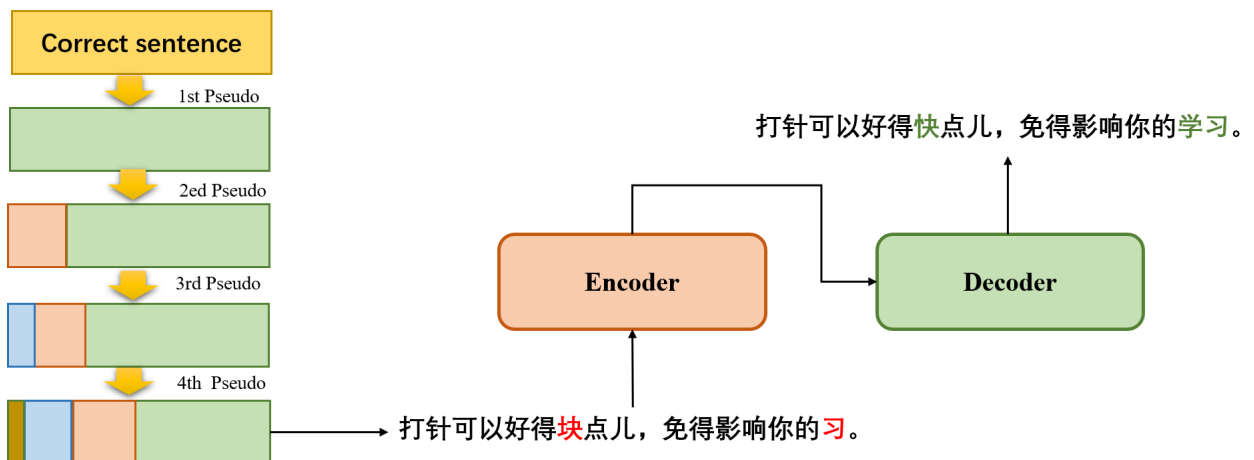 Correct sentence
1st Pseudo
2ed Pseudo
3rd Pseudo
4th Pseudo
打针可以好得快点儿，免得影响你的学习。
Encoder
Decoder
打针可以好得块点儿，免得影响你的习。